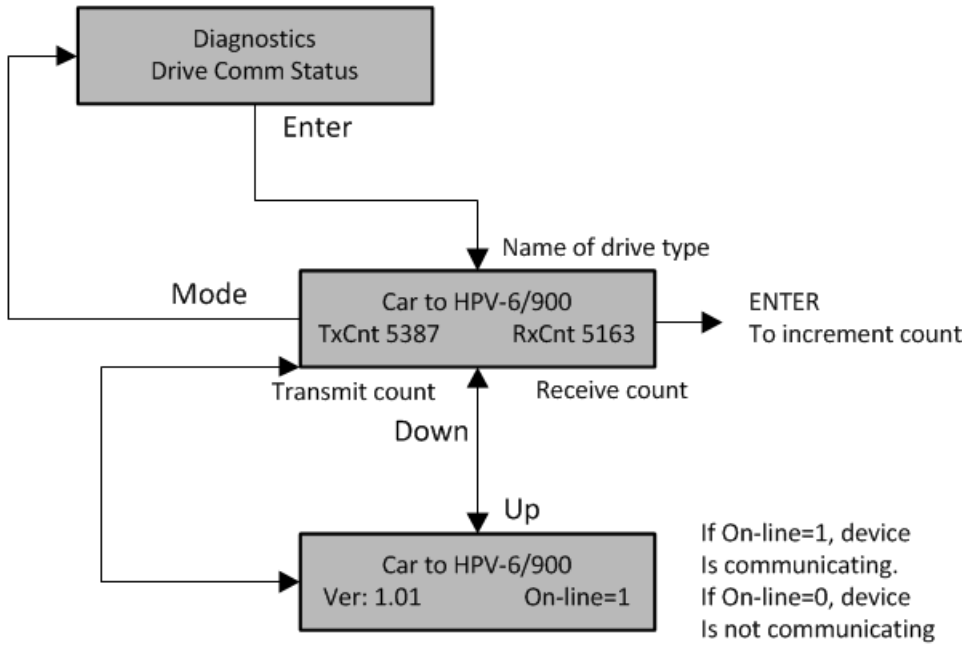 Diagnostics
Drive Comm Status
Enter
Name of drive type
Mode
Car to HPV-6/900
TxCnt 5387 RxCnt 5163
ENTER
To increment count
Transmit count
Receive count
Down
Up
Car to HPV-6/900
Ver: 1.01 On-line=1
If On-line=1, device
Is communicating.
If On-line=0, device
Is not communicating